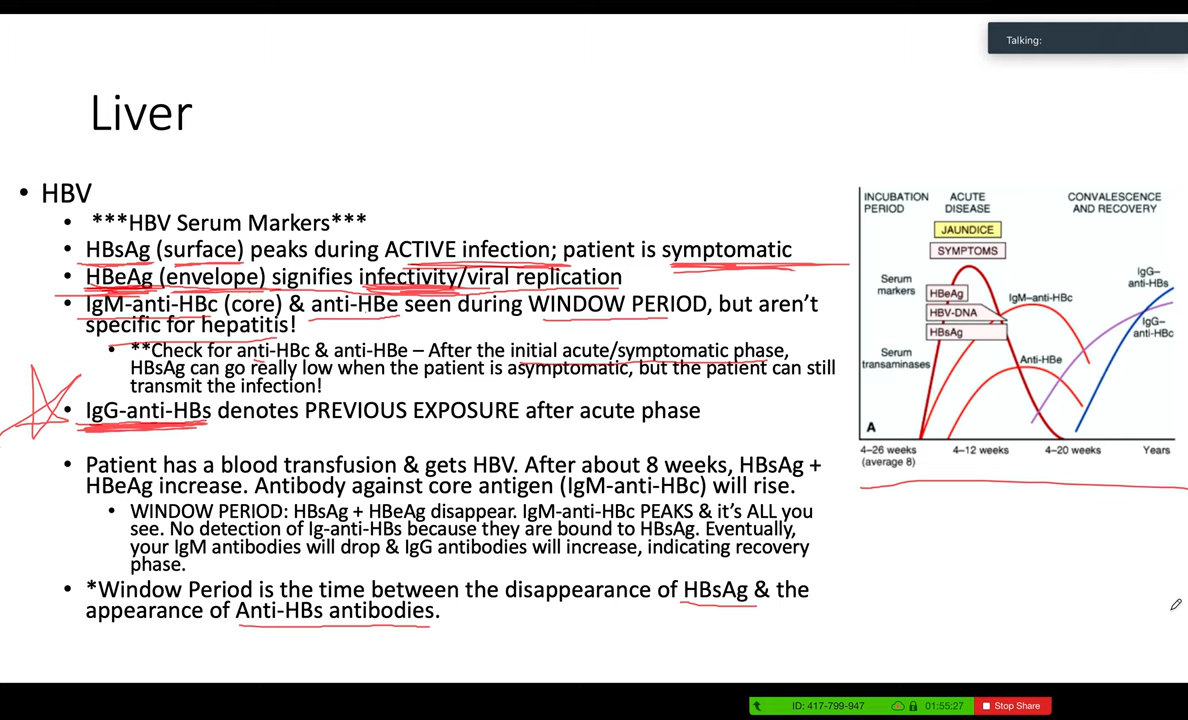 Talking:
Liver
• HBV
• ***HBV Serum Markers***
• HBsAg (surface) peaks during ACTIVE infection; patient is symptomatic
• HBeAg (envelope) signifies infectivity/viral replication
• IgM-anti-HBc (core) & anti-HBe seen during WINDOW PERIOD, but aren't
specific for hepatitis!
• **Check for anti-HBc & anti-HBe – After the initial acute/symptomatic phase,
HBsAg can go really low when the patient is asymptomatic, but the patient can still
transmit the infection!
• IgG-anti-HBs denotes PREVIOUS EXPOSURE after acute phase
• Patient has a blood transfusion & gets HBV. After about 8 weeks, HBsAg +
HBeAg increase. Antibody against core antigen (IgM-anti-HBc) will rise.
• WINDOW PERIOD: HBsAg + HBeAg disappear. IgM-anti-HBc PEAKS & it's ALL you
see. No detection of Ig-anti-HBs because they are bound to HBsAg. Eventually,
your IgM antibodies will drop & IgG antibodies will increase, indicating recovery
phase.
• *Window Period is the time between the disappearance of HBsAg & the
appearance of Anti-HBs antibodies.
INCUBATION
PERIOD
ACUTE
DISEASE
CONVALESCENCE
AND RECOVERY
JAUNDICE
SYMPTOMS
Serum
markers
HBeAg
HBV-DNA
HBsAg
IgM–anti-HBc
IgG–
anti-HBs
IgG–
anti-HBc
Serum
transaminases
Anti-HBe
A
4–26 weeks
(average 8)
4–12 weeks
4–20 weeks
Years
ID: 417-799-947
01:55:27
Stop Share